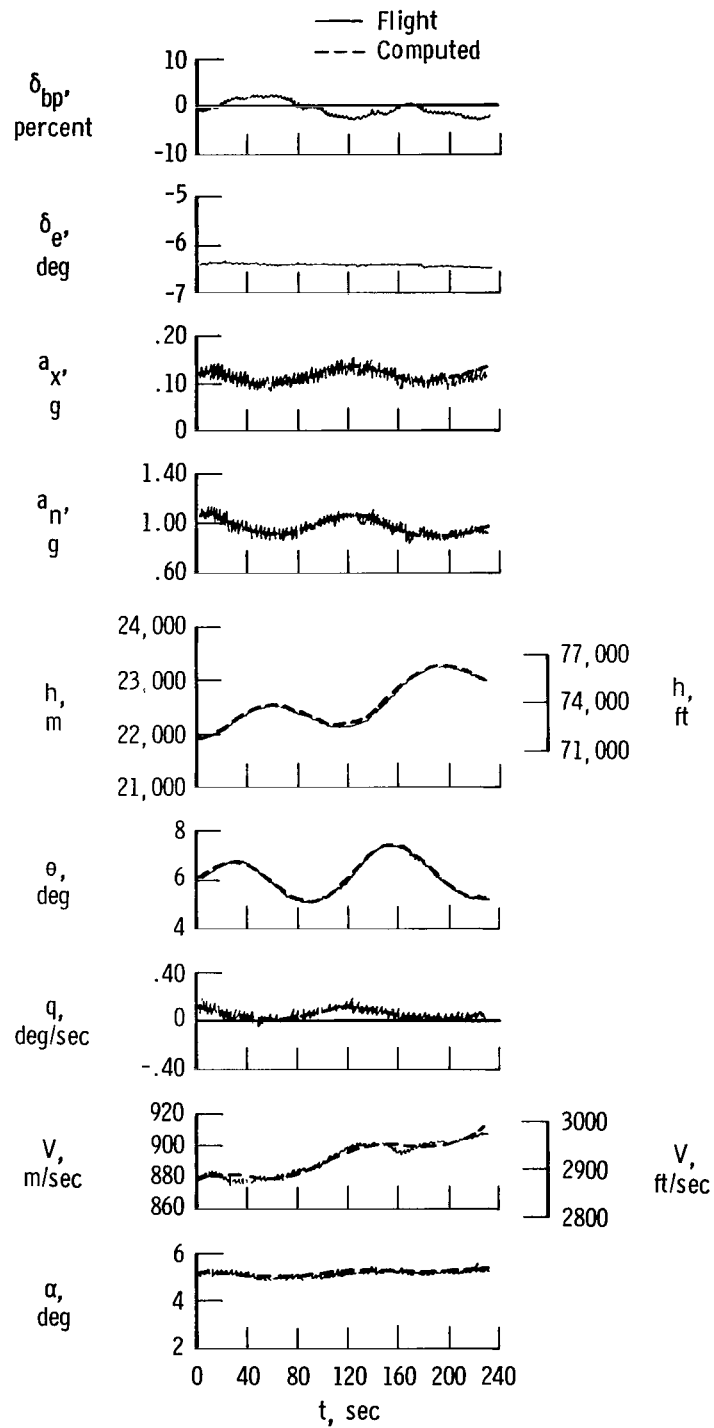 Flight
Computed
δbp,
percent
10
0
-10
δe,
deg
-5
-6
-7
ax,
g
.20
.10
0
an,
g
1.40
1.00
.60
h,
m
24,000
23,000
22,000
21,000
77,000
74,000
71,000
h,
ft
θ,
deg
8
6
4
q,
deg/sec
.40
0
-.40
V,
m/sec
920
900
880
860
3000
2900
2800
V,
ft/sec
α,
deg
6
4
2
0 40 80 120 160 200 240
t, sec